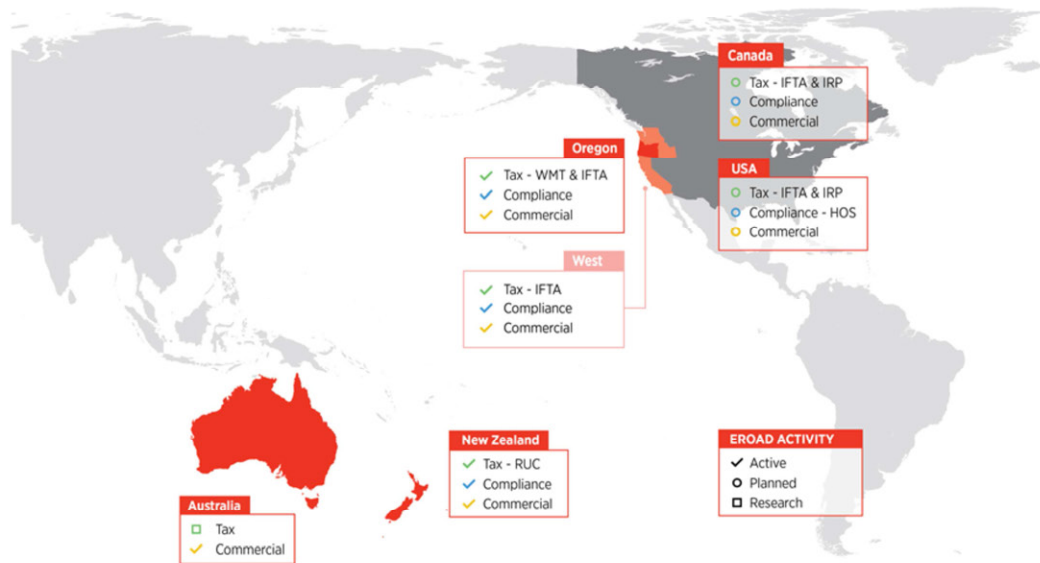 Canada
Tax - IFTA & IRP
Compliance
Commercial
Oregon
Tax - WMT & IFTA
Compliance
Commercial
USA
Tax - IFTA & IRP
Compliance - HOS
Commercial
West
Tax - IFTA
Compliance
Commercial
New Zealand
Tax - RUC
Compliance
Commercial
EROAD ACTIVITY
Active
Planned
Research
Australia
Tax
Commercial